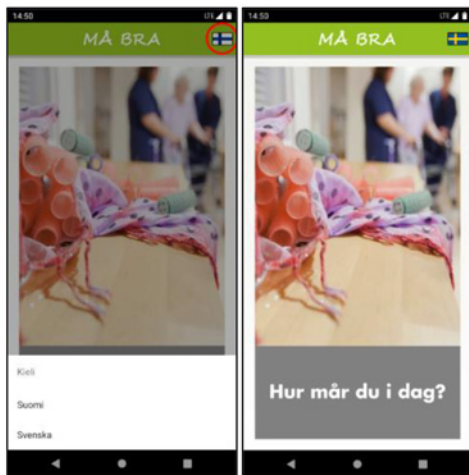 14:50 LTE
MÅ BRA
Kieli
Suomi
Svenska
14:50 LTE
MÅ BRA
Hur mår du i dag?